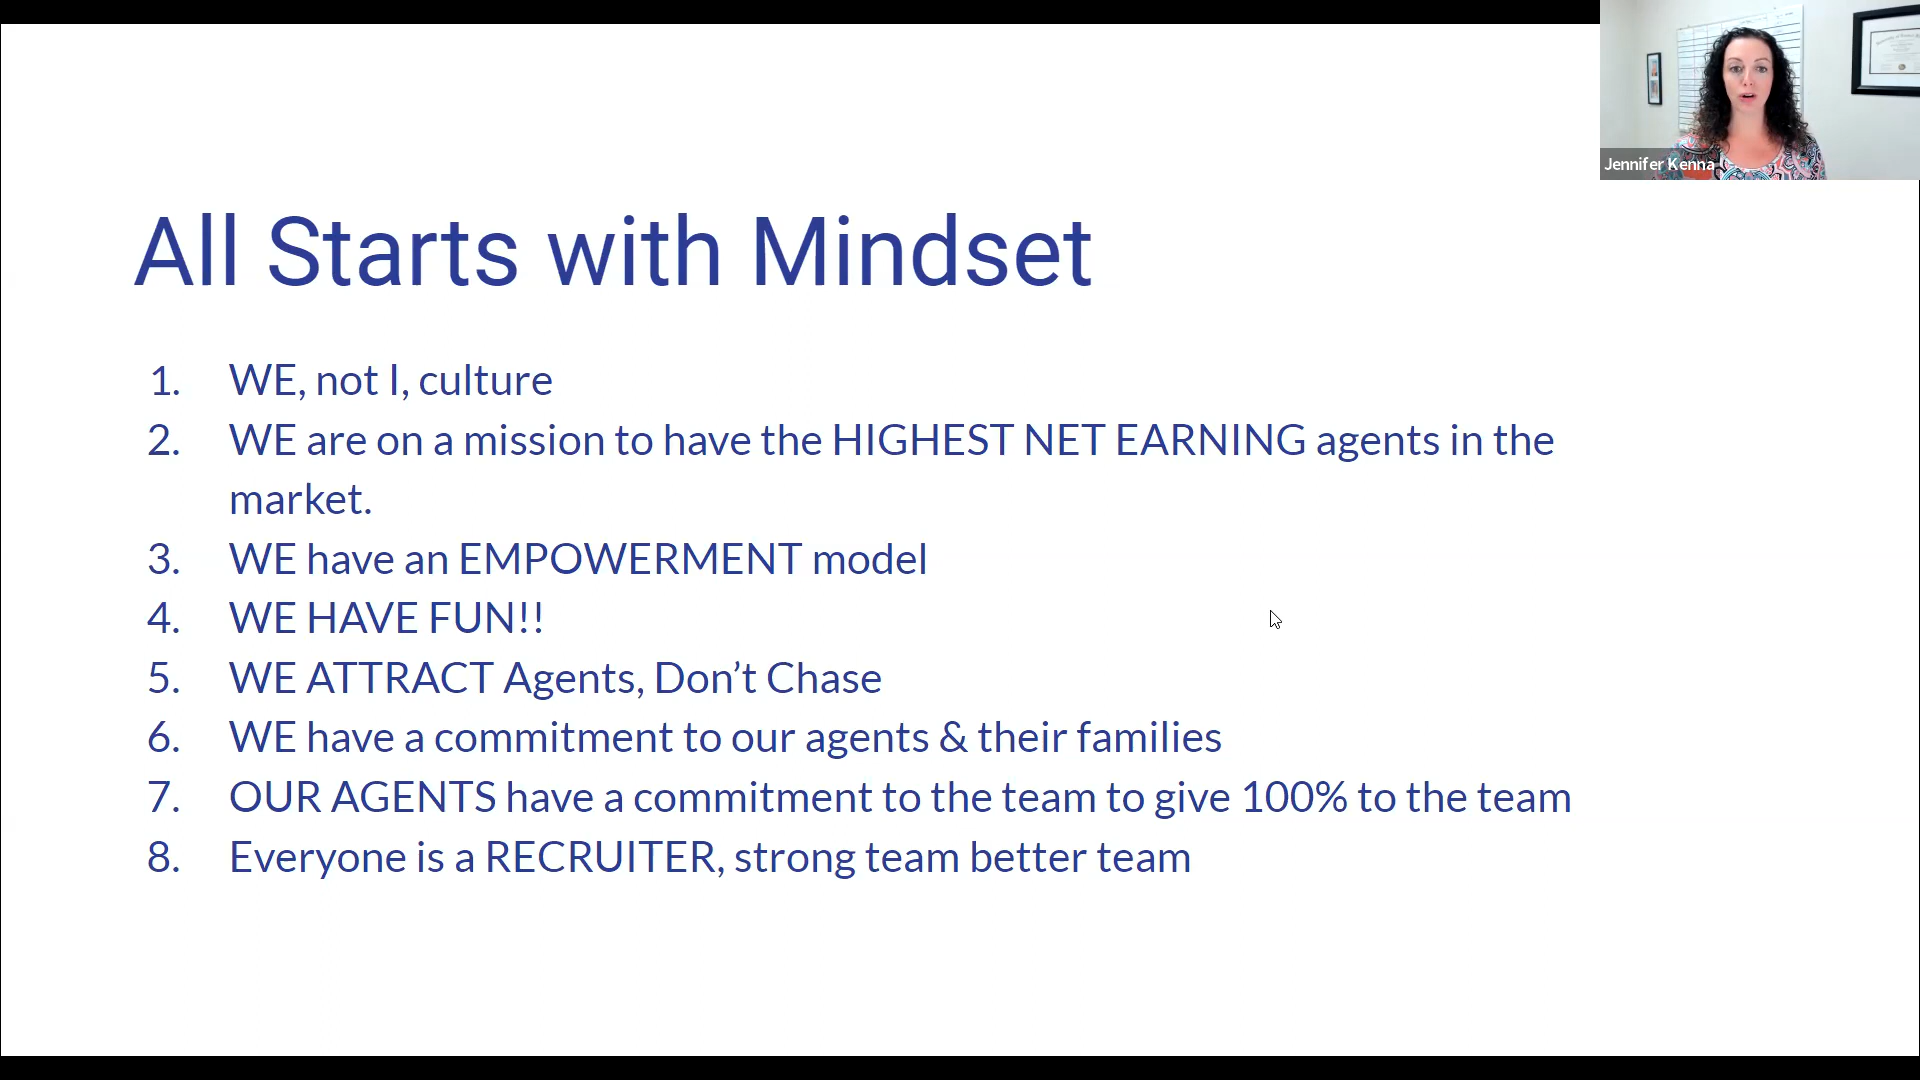 Jennifer Kenna
All Starts with Mindset
1. WE, not I, culture
2. WE are on a mission to have the HIGHEST NET EARNING agents in the
market.
3. WE have an EMPOWERMENT model
4. WE HAVE FUN!!
5. WE ATTRACT Agents, Don’t Chase
6. WE have a commitment to our agents & their families
7. OUR AGENTS have a commitment to the team to give 100% to the team
8. Everyone is a RECRUITER, strong team better team